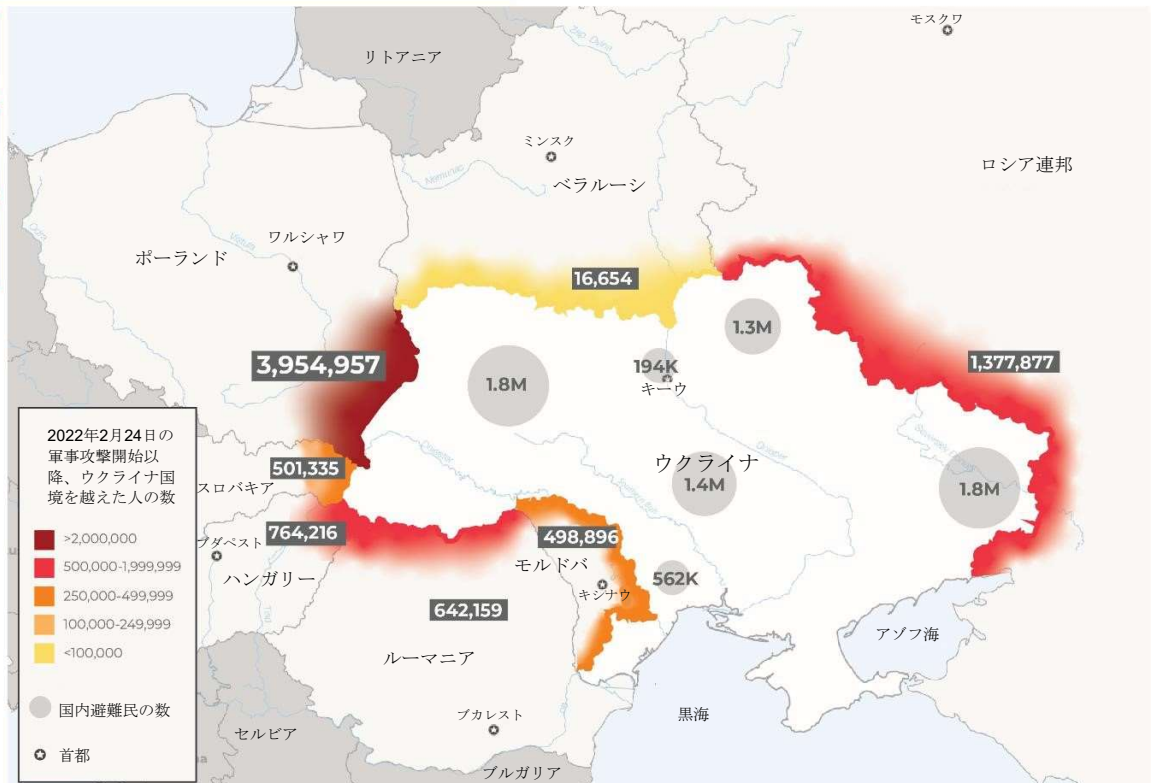 モスクワ
リトアニア
ミンスク
ベラルーシ
ロシア連邦
ワルシャワ
ポーランド
16,654
1.3M
3,954,957
1.8M
194K
キーウ
1,377,877
2022年2月24日の
軍事攻撃開始以
降、ウクライナ国
境を越えた人の数
>2,000,000
500,000-1,999,999
250,000-499,999
100,000-249,999
<100,000
国内避難民の数
首都
501,335
スロバキア
ウクライナ
1.4M
1.8M
764,216
498,896
ブダペスト
ハンガリー
モルドバ
キシナウ
562K
642,159
ルーマニア
アゾフ海
黒海
ブカレスト
セルビア
ブルガリア